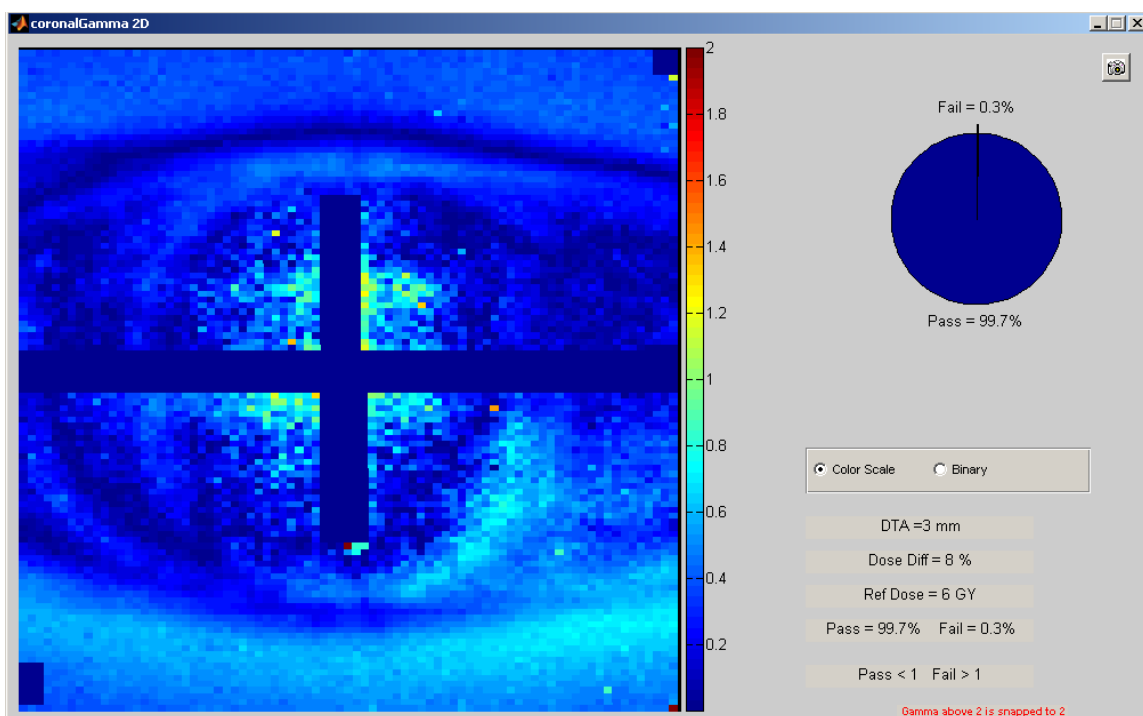 coronalGamma 2D
2
1.8
1.6
1.4
1.2
1
0.8
0.6
0.4
0.2
Fail = 0.3%
Pass = 99.7%
Color Scale Binary
DTA =3 mm
Dose Diff = 8 %
Ref Dose = 6 GY
Pass = 99.7% Fail = 0.3%
Pass < 1 Fail > 1
Gamma above 2 is snapped to 2